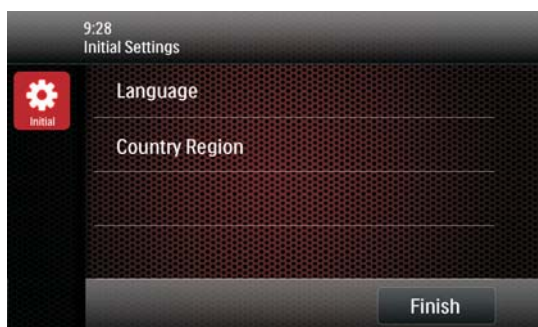 9:28
Initial Settings
Initial
Language
Country Region
Finish